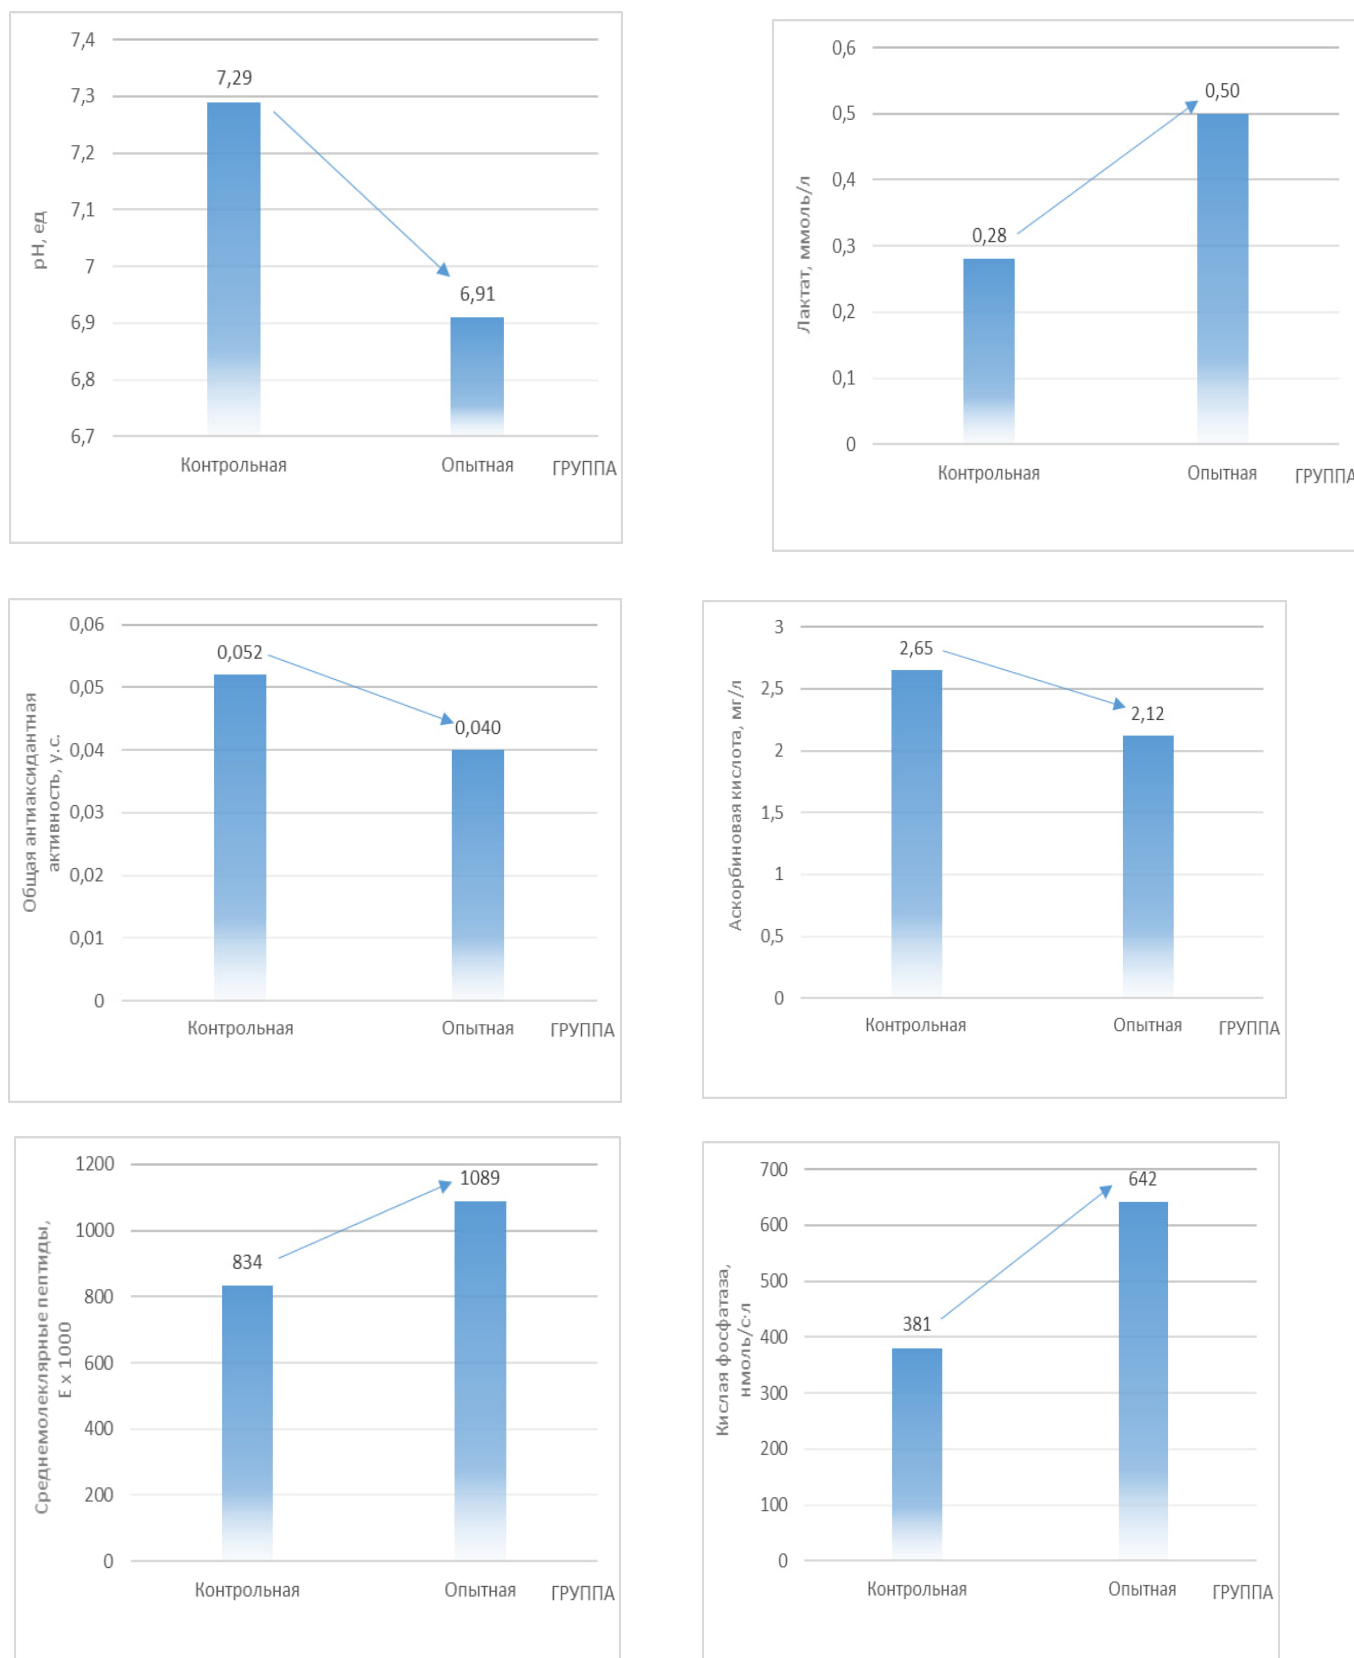 7,4
7,3
7,2
7,1
7
6,9
6,8
6,7
pH, ед
7,29
6,91
Контрольная
Опытная
ГРУППА
0,6
0,5
0,4
0,3
0,2
0,1
0
Лактат, ммоль/л
0,28
0,50
Контрольная
Опытная
ГРУППА
0,06
0,05
0,04
0,03
0,02
0,01
0
Общая антиаксидантная
активность, у.с.
0,052
0,040
Контрольная
Опытная
ГРУППА
3
2,5
2
1,5
1
0,5
0
Аскорбиновая кислота, мг/л
2,65
2,12
Контрольная
Опытная
ГРУППА
1200
1000
800
600
400
200
0
Среднемолеклярные пептиды,
Е х 1000
834
1089
Контрольная
Опытная
ГРУППА
700
600
500
400
300
200
100
0
Кислая фосфатаза,
нмоль/с·л
381
642
Контрольная
Опытная
ГРУППА